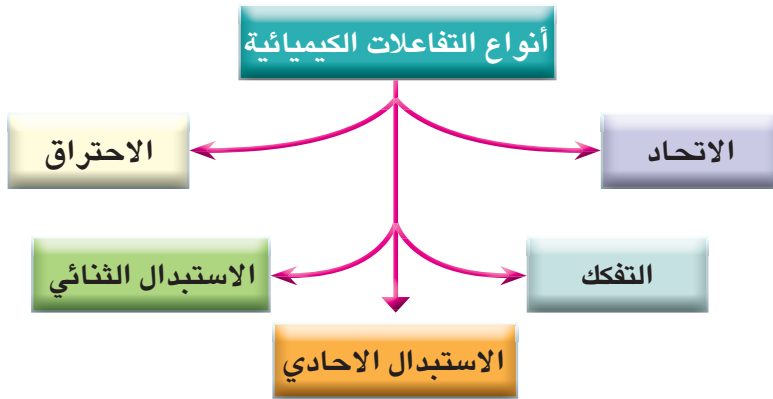 أنواع التفاعلات الكيميائية
الاتحاد
الاحتراق
التفكك
الاستبدال الثنائي
الاستبدال الاحادي